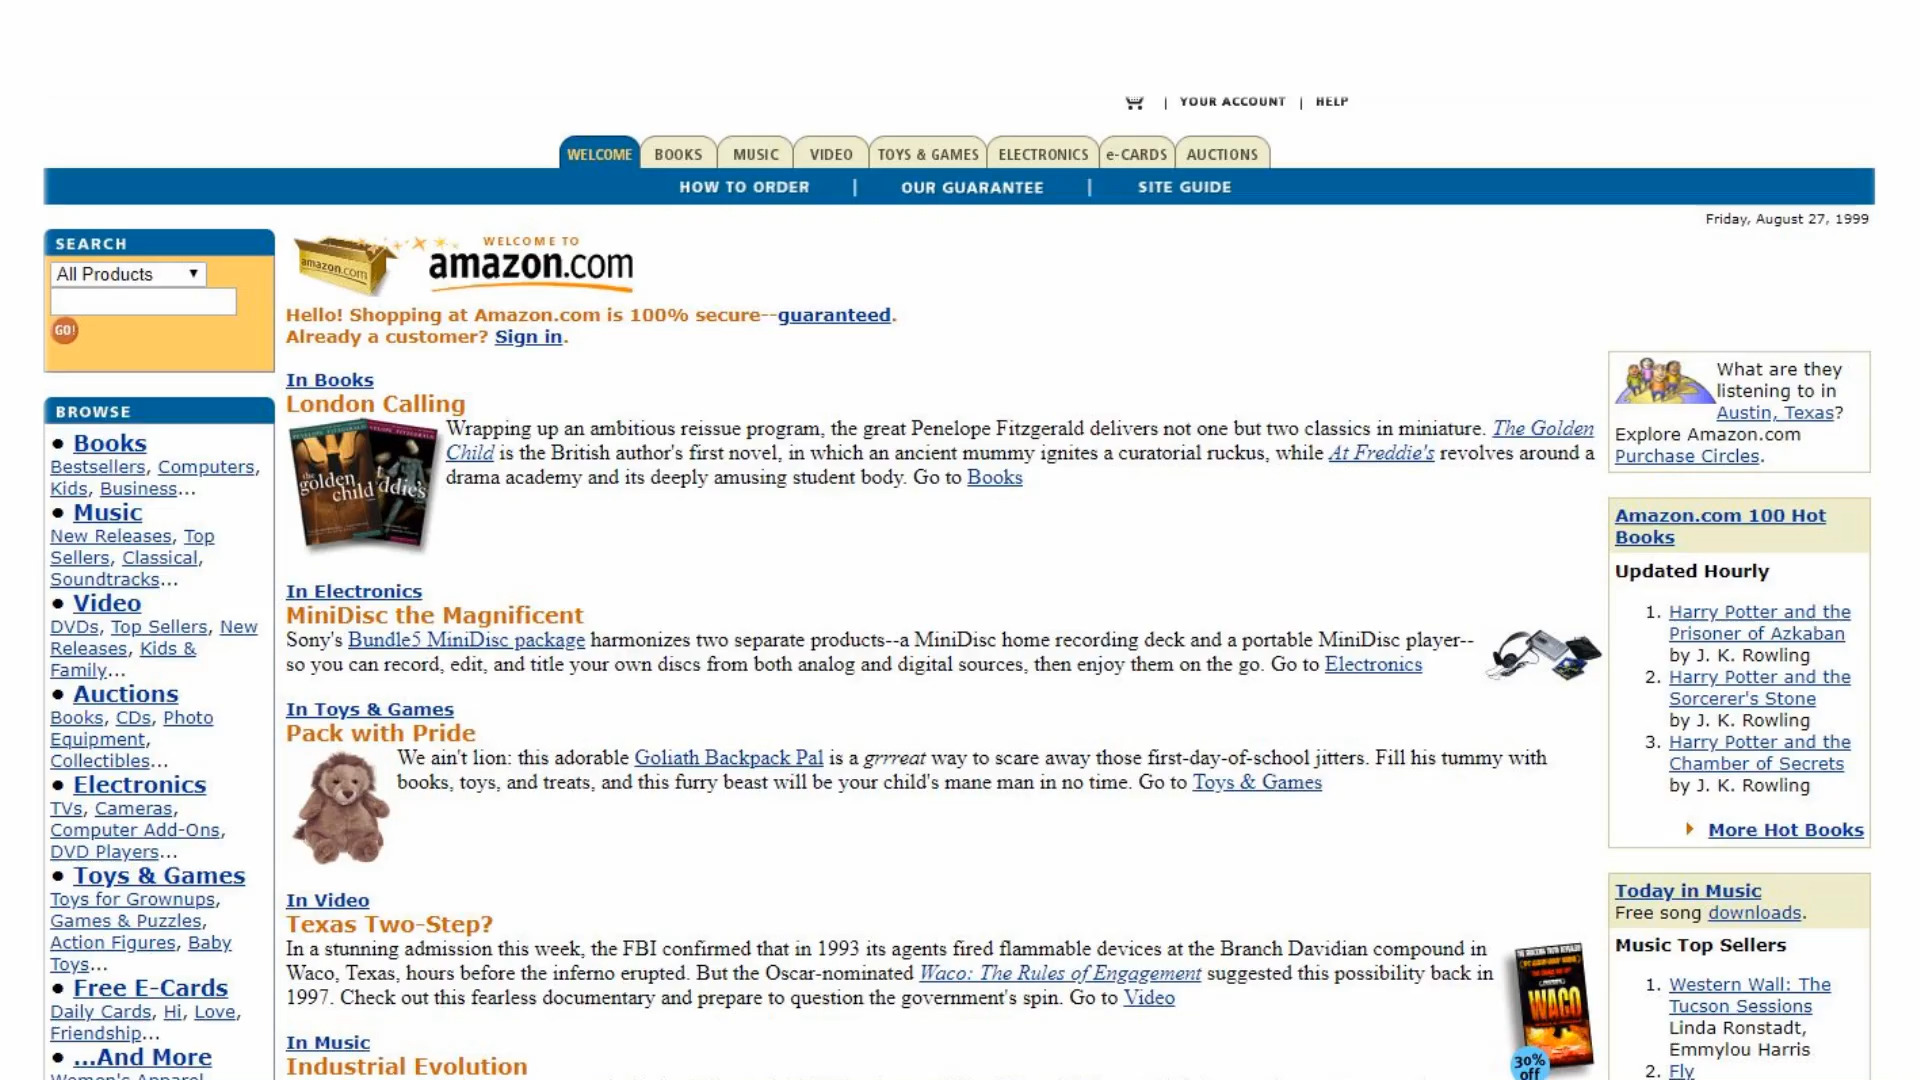 | YOUR ACCOUNT | HELP
WELCOME BOOKS MUSIC VIDEO TOYS & GAMES ELECTRONICS e-CARDS AUCTIONS
HOW TO ORDER | OUR GUARANTEE | SITE GUIDE
Friday, August 27, 1999
SEARCH
All Products
GO!
BROWSE
• Books
Bestsellers, Computers,
Kids, Business...
• Music
New Releases, Top
Sellers, Classical,
Soundtracks...
• Video
DVDs, Top Sellers, New
Releases, Kids &
Family...
• Auctions
Books, CDs, Photo
Equipment,
Collectibles...
• Electronics
TVs, Cameras,
Computer Add-Ons,
DVD Players...
• Toys & Games
Toys for Grownups,
Games & Puzzles,
Action Figures, Baby
Toys...
• Free E-Cards
Daily Cards, Hi, Love,
Friendship...
• ...And More
Women's Apparel
amazon.com
WELCOME TO
amazon.com
Hello! Shopping at Amazon.com is 100% secure--guaranteed.
Already a customer? Sign in.
In Books
London Calling
the golden child
ddie's
Wrapping up an ambitious reissue program, the great Penelope Fitzgerald delivers not one but two classics in miniature. The Golden
Child is the British author's first novel, in which an ancient mummy ignites a curatorial ruckus, while At Freddie's revolves around a
drama academy and its deeply amusing student body. Go to Books
In Electronics
MiniDisc the Magnificent
Sony's Bundle5 MiniDisc package harmonizes two separate products--a MiniDisc home recording deck and a portable MiniDisc player--
so you can record, edit, and title your own discs from both analog and digital sources, then enjoy them on the go. Go to Electronics
In Toys & Games
Pack with Pride
We ain't lion: this adorable Goliath Backpack Pal is a grrreat way to scare away those first-day-of-school jitters. Fill his tummy with
books, toys, and treats, and this furry beast will be your child's mane man in no time. Go to Toys & Games
In Video
Texas Two-Step?
In a stunning admission this week, the FBI confirmed that in 1993 its agents fired flammable devices at the Branch Davidian compound in
Waco, Texas, hours before the inferno erupted. But the Oscar-nominated Waco: The Rules of Engagement suggested this possibility back in
1997. Check out this fearless documentary and prepare to question the government's spin. Go to Video
WACO
30%
off
In Music
Industrial Evolution
What are they
listening to in
Austin, Texas?
Explore Amazon.com
Purchase Circles.
Amazon.com 100 Hot
Books
Updated Hourly
1. Harry Potter and the
Prisoner of Azkaban
by J. K. Rowling
2. Harry Potter and the
Sorcerer's Stone
by J. K. Rowling
3. Harry Potter and the
Chamber of Secrets
by J. K. Rowling
More Hot Books
Today in Music
Free song downloads.
Music Top Sellers
1. Western Wall: The
Tucson Sessions
Linda Ronstadt,
Emmylou Harris
2. Fly